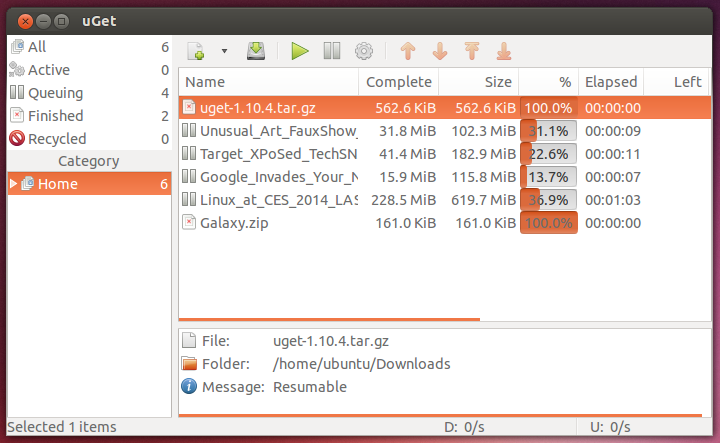 uGet
All 6
Active 0
Queuing 4
Finished 2
Recycled 0
Category
Home 6
Name Complete Size % Elapsed Left
uget-1.10.4.tar.gz 562.6 KiB 562.6 KiB 100.0% 00:00:00
Unusual_Art_FauxShow_ 31.8 MiB 102.3 MiB 31.1% 00:00:09
Target_XPoSed_TechSN 41.4 MiB 182.9 MiB 22.6% 00:00:11
Google_Invades_Your_N 15.9 MiB 115.8 MiB 13.7% 00:00:07
Linux_at_CES_2014_LAS 228.5 MiB 619.7 MiB 36.9% 00:01:03
Galaxy.zip 161.0 KiB 161.0 KiB 100.0% 00:00:00
File: uget-1.10.4.tar.gz
Folder: /home/ubuntu/Downloads
Message: Resumable
Selected 1 items D: 0/s U: 0/s